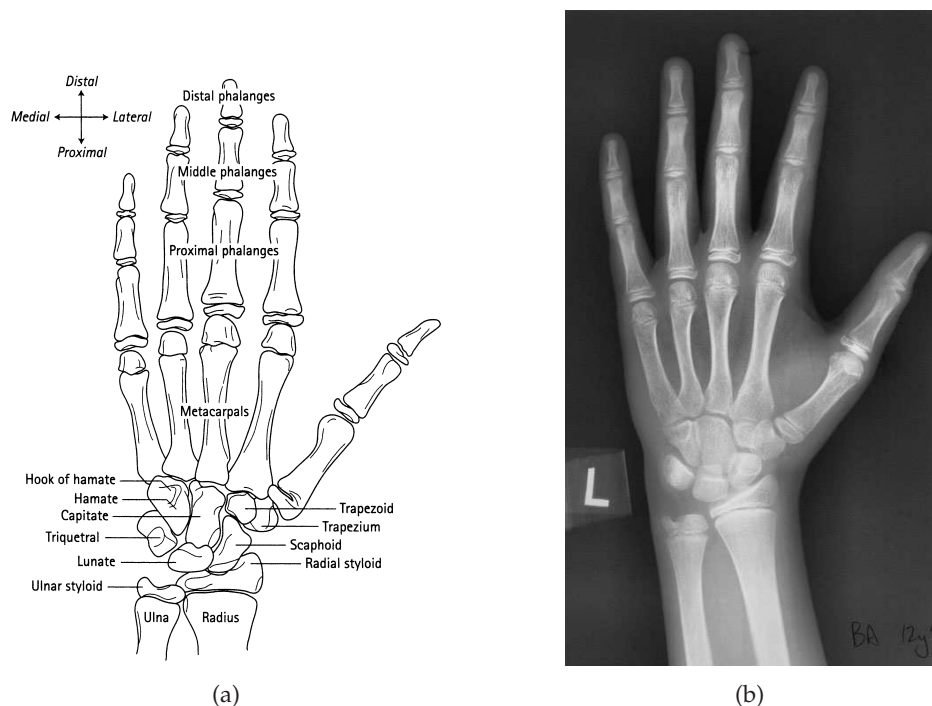 Distal
Medial
Lateral
Proximal
Distal phalanges
Middle phalanges
Proximal phalanges
Metacarpals
Hook of hamate
Hamate
Capitate
Triquetral
Lunate
Ulnar styloid
Trapezoid
Trapezium
Scaphoid
Radial styloid
Ulna
Radius
(a)
L
BA 12y
(b)